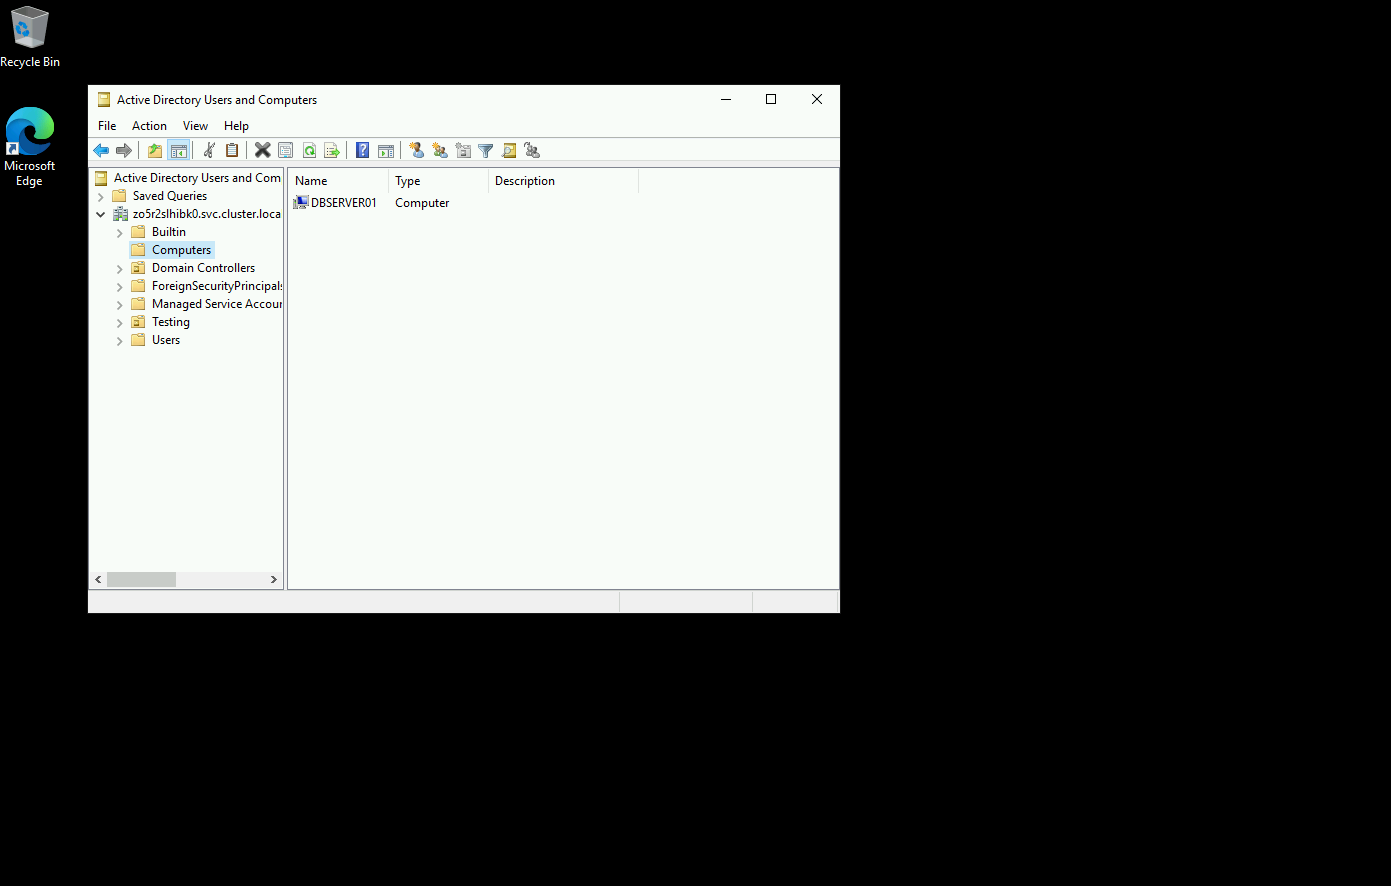 Recycle Bin
Microsoft
Edge
Active Directory Users and Computers
File Action View Help
Active Directory Users and Com
Saved Queries
zo5r2slhibk0.svc.cluster.loca
Builtin
Computers
Domain Controllers
ForeignSecurityPrincipals
Managed Service Accour
Testing
Users
Name Type Description
DBSERVER01 Computer